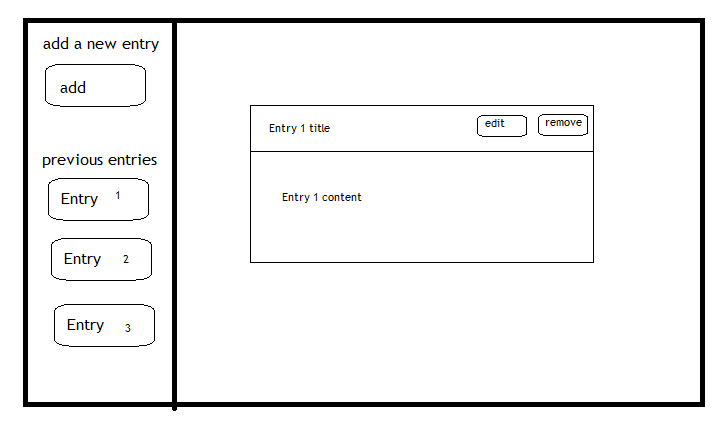 add a new entry
add
previous entries
Entry 1
Entry 2
Entry 3
Entry 1 title
edit
remove
Entry 1 content